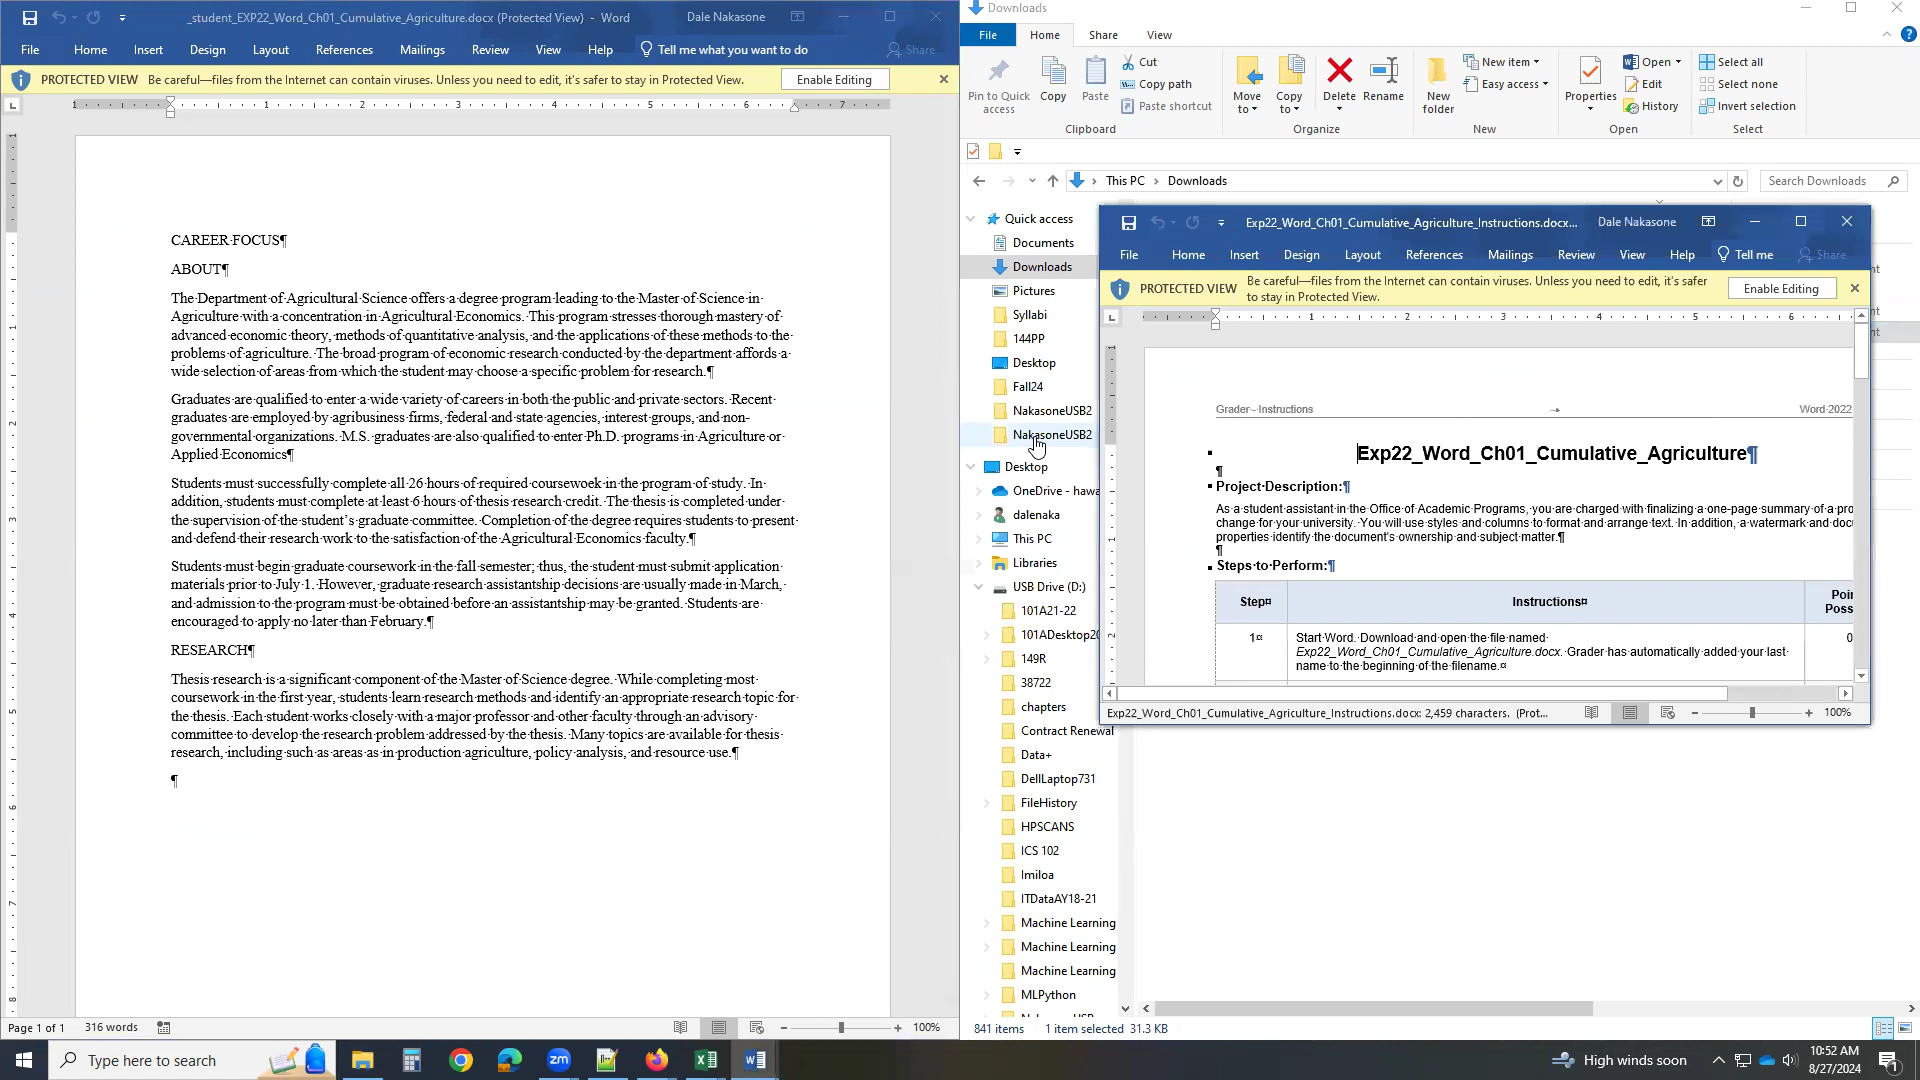 _student_EXP22_Word_Ch01_Cumulative_Agriculture.docx (Protected View) - Word
Dale Nakasone
File Home Insert Design Layout References Mailings Review View Help Tell me what you want to do Share
PROTECTED VIEW Be careful—files from the Internet can contain viruses. Unless you need to edit, it's safer to stay in Protected View. Enable Editing
1 1 2 3 4 5 6 7
CAREER·FOCUS¶
ABOUT¶
The·Department·of·Agricultural·Science·offers·a·degree·program·leading·to·the·Master·of·Science·in·
Agriculture·with·a·concentration·in·Agricultural·Economics.·This·program·stresses·thorough·mastery·of·
advanced·economic·theory,·methods·of·quantitative·analysis,·and·the·applications·of·these·methods·to·the·
problems·of·agriculture.·The·broad·program·of·economic·research·conducted·by·the·department·affords·a·
wide·selection·of·areas·from·which·the·student·may·choose·a·specific·problem·for·research.¶
Graduates·are·qualified·to·enter·a·wide·variety·of·careers·in·both·the·public·and·private·sectors.·Recent·
graduates·are·employed·by·agribusiness·firms,·federal·and·state·agencies,·interest·groups,·and·non-
governmental·organizations.·M.S.·graduates·are·also·qualified·to·enter·Ph.D.·programs·in·Agriculture·or·
Applied·Economics¶
Students·must·successfully·complete·all·26·hours·of·required·coursewoek·in·the·program·of·study.·In·
addition,·students·must·complete·at·least·6·hours·of·thesis·research·credit.·The·thesis·is·completed·under·
the·supervision·of·the·student's·graduate·committee.·Completion·of·the·degree·requires·students·to·present·
and·defend·their·research·work·to·the·satisfaction·of·the·Agricultural·Economics·faculty.¶
Students·must·begin·graduate·coursework·in·the·fall·semester;·thus,·the·student·must·submit·application·
materials·prior·to·July·1.·However,·graduate·research·assistantship·decisions·are·usually·made·in·March,·
and·admission·to·the·program·must·be·obtained·before·an·assistantship·may·be·granted.·Students·are·
encouraged·to·apply·no·later·than·February.¶
RESEARCH¶
Thesis·research·is·a·significant·component·of·the·Master·of·Science·degree.·While·completing·most·
coursework·in·the·first·year,·students·learn·research·methods·and·identify·an·appropriate·research·topic·for·
the·thesis.·Each·student·works·closely·with·a·major·professor·and·other·faculty·through·an·advisory·
committee·to·develop·the·research·problem·addressed·by·the·thesis.·Many·topics·are·available·for·thesis·
research,·including·such·as·areas·as·in·production·agriculture,·policy·analysis,·and·resource·use.¶
¶
Page 1 of 1 316 words 100%
Downloads
File Home Share View
Pin to Quick access
Copy
Paste
Cut
Copy path
Paste shortcut
Clipboard
Move to
Copy to
Delete
Rename
Organize
New folder
New item
Easy access
New
Properties
Open
Edit
History
Open
Select all
Select none
Invert selection
Select
This PC > Downloads
Search Downloads
Quick access
Documents
Downloads
Pictures
Syllabi
144PP
Desktop
Fall24
NakasoneUSB2
NakasoneUSB2
Desktop
OneDrive - hawa
dalenaka
This PC
Libraries
USB Drive (D:)
101A21-22
101ADesktop20
149R
38722
chapters
Contract Renewal
Data+
DellLaptop731
FileHistory
HPSCANS
ICS 102
Imiloa
ITDataAY18-21
Machine Learning
Machine Learning
Machine Learning
MLPython
841 items 1 item selected 31.3 KB
Exp22_Word_Ch01_Cumulative_Agriculture_Instructions.docx... Dale Nakasone
File Home Insert Design Layout References Mailings Review View Help Tell me Share
PROTECTED VIEW Be careful—files from the Internet can contain viruses. Unless you need to edit, it's safer
to stay in Protected View. Enable Editing
1 2 3 4 5 6
Grader·-·Instructions Word·2022
Exp22_Word_Ch01_Cumulative_Agriculture¶
¶
Project·Description:¶
As·a·student·assistant·in·the·Office·of·Academic·Programs,·you·are·charged·with·finalizing·a·one-page·summary·of·a·pro
change·for·your·university.·You·will·use·styles·and·columns·to·format·and·arrange·text.·In·addition,·a·watermark·and·docu
properties·identify·the·document's·ownership·and·subject·matter.¶
¶
Steps·to·Perform:¶
Step¤ Instructions¤ Poin
Poss
1¤ Start·Word.·Download·and·open·the·file·named·
Exp22_Word_Ch01_Cumulative_Agriculture.docx.·Grader·has·automatically·added·your·last·
name·to·the·beginning·of·the·filename.¤
0
Exp22_Word_Ch01_Cumulative_Agriculture_Instructions.docx: 2,459 characters. (Prot... 100%
Type here to search
zm
High winds soon
10:52 AM
8/27/2024
1